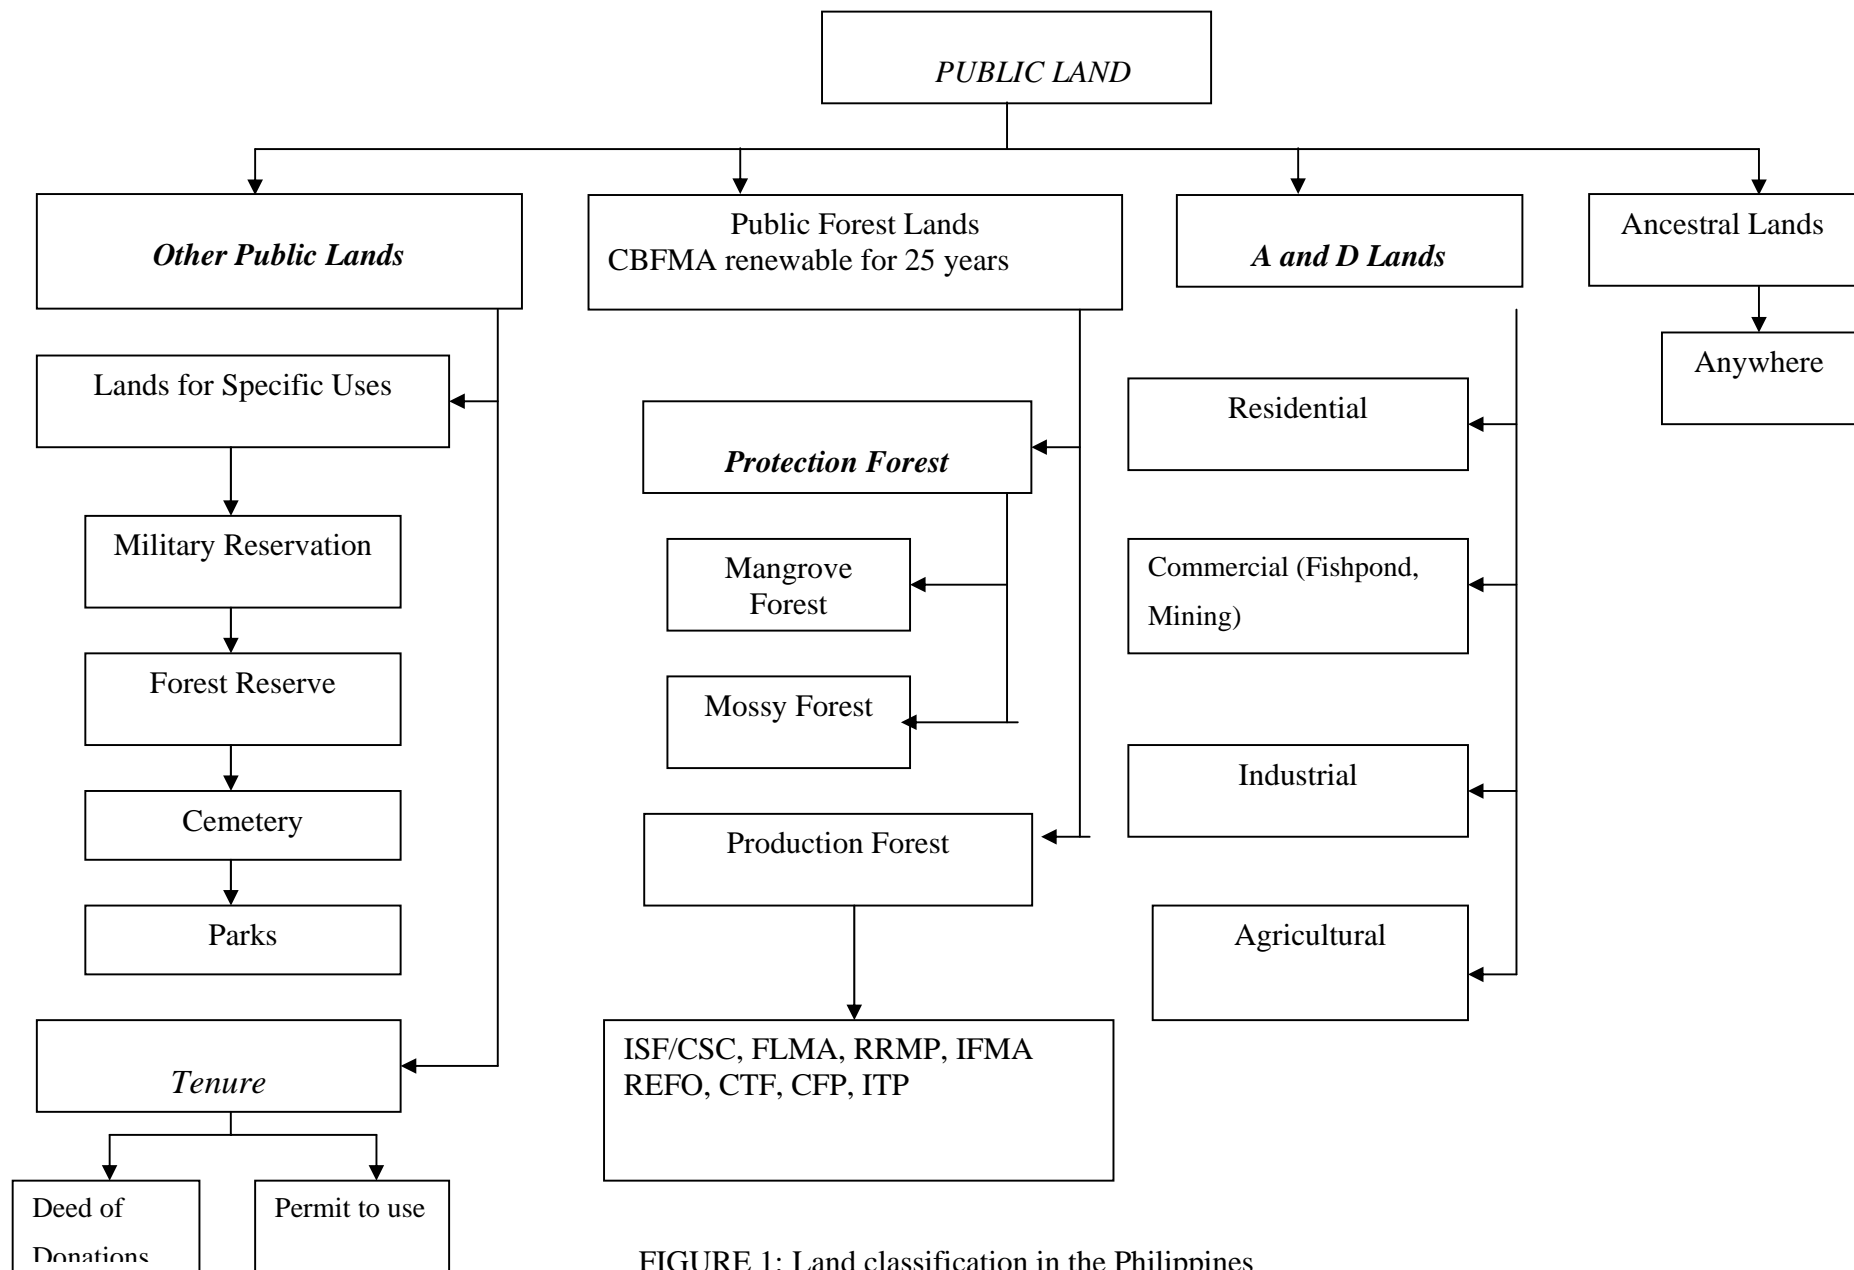 PUBLIC LAND
Other Public Lands
Public Forest Lands
CBFMA renewable for 25 years
A and D Lands
Ancestral Lands
Anywhere
Lands for Specific Uses
Military Reservation
Forest Reserve
Cemetery
Parks
Tenure
Deed of
Donations
Permit to use
Protection Forest
Mangrove
Forest
Mossy Forest
Production Forest
ISF/CSC, FLMA, RRMP, IFMA
REFO, CTF, CFP, ITP
Residential
Commercial (Fishpond,
Mining)
Industrial
Agricultural
FIGURE 1: Land classification in the Philippines